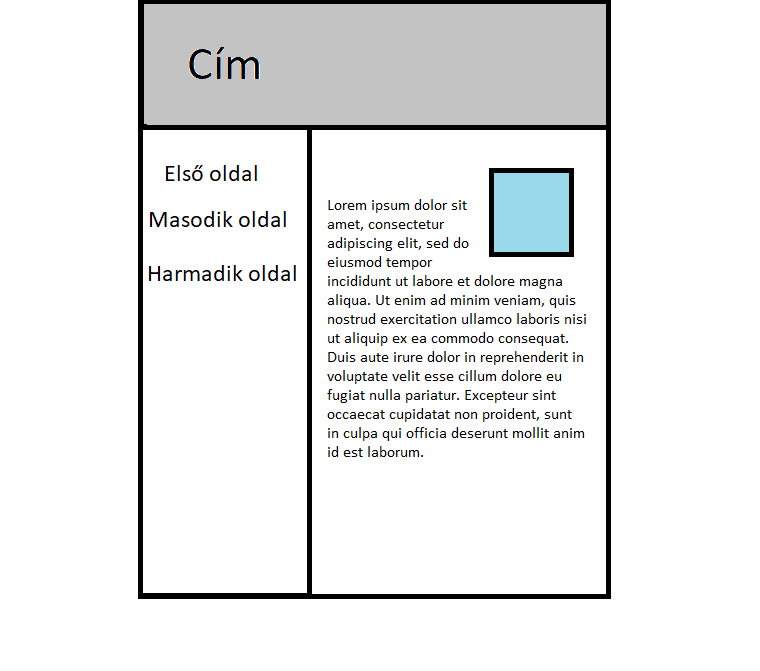 Cím
Első oldal
Masodik oldal
Harmadik oldal
Lorem ipsum dolor sit
amet, consectetur
adipiscing elit, sed do
eiusmod tempor
incididunt ut labore et dolore magna
aliqua. Ut enim ad minim veniam, quis
nostrud exercitation ullamco laboris nisi
ut aliquip ex ea commodo consequat.
Duis aute irure dolor in reprehenderit in
voluptate velit esse cillum dolore eu
fugiat nulla pariatur. Excepteur sint
occaecat cupidatat non proident, sunt
in culpa qui officia deserunt mollit anim
id est laborum.